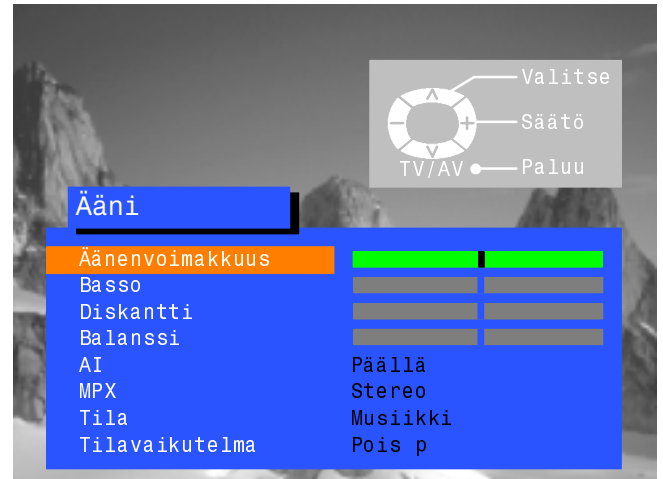 Valitse
Säätö
TV/AV Paluu
Ääni
Äänenvoimakkuus
Basso
Diskantti
Balanssi
AI Päällä
MPX Stereo
Tila Musiikki
Tilavaikutelma Pois p